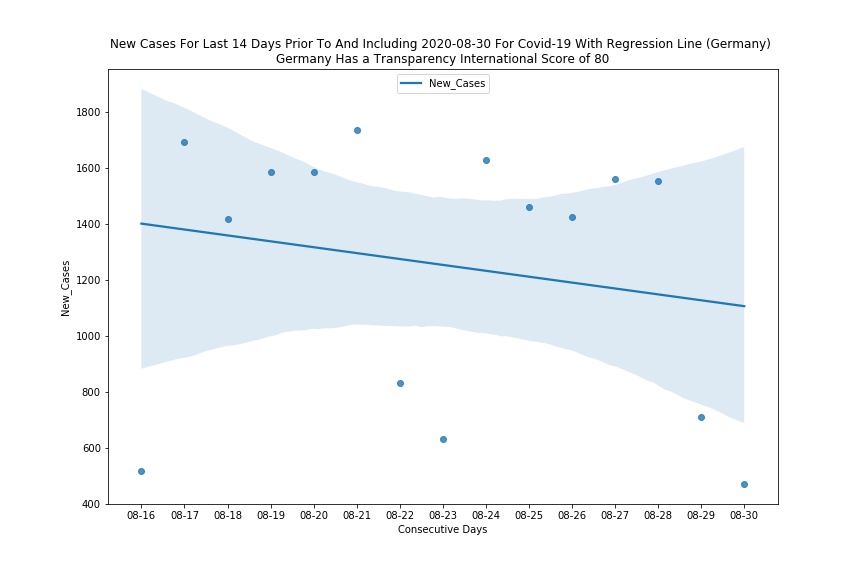 New Cases For Last 14 Days Prior To And Including 2020-08-30 For Covid-19 With Regression Line (Germany)
Germany Has a Transparency International Score of 80
New_Cases
1800
1600
1400
1200
1000
800
600
400
New_Cases
08-16 08-17 08-18 08-19 08-20 08-21 08-22 08-23 08-24 08-25 08-26 08-27 08-28 08-29 08-30
Consecutive Days